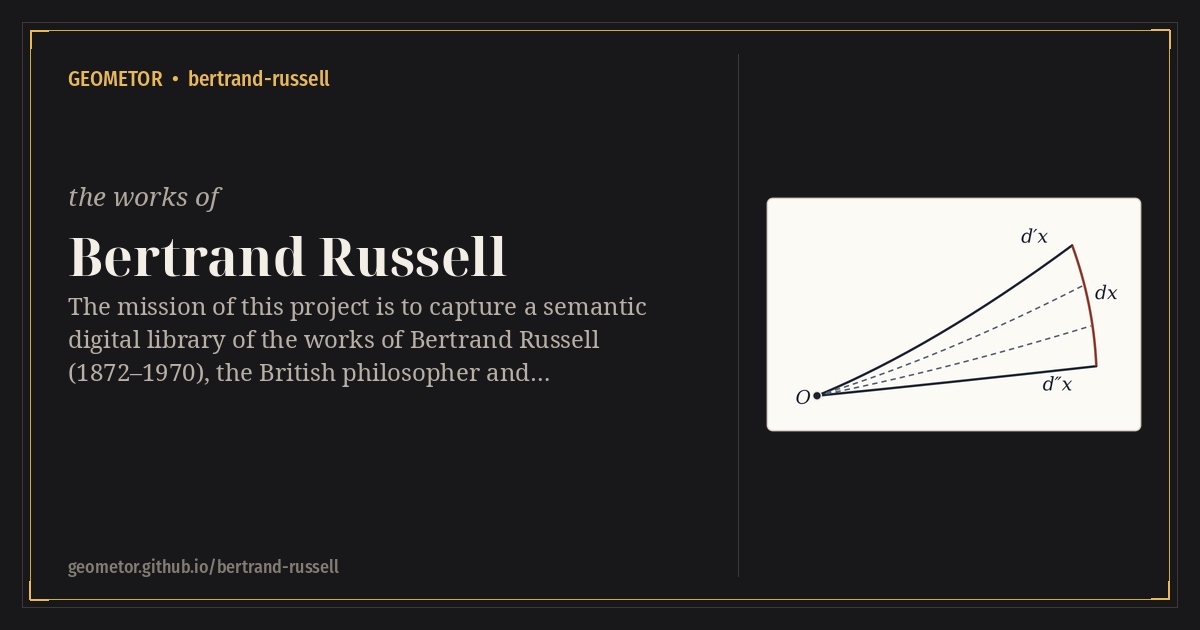 GEOMETOR • bertrand-russell
the works of
Bertrand Russell
The mission of this project is to capture a semantic
digital library of the works of Bertrand Russell
(1872–1970), the British philosopher and...
geometor.github.io/bertrand-russell
d′x
dx
d″x
O